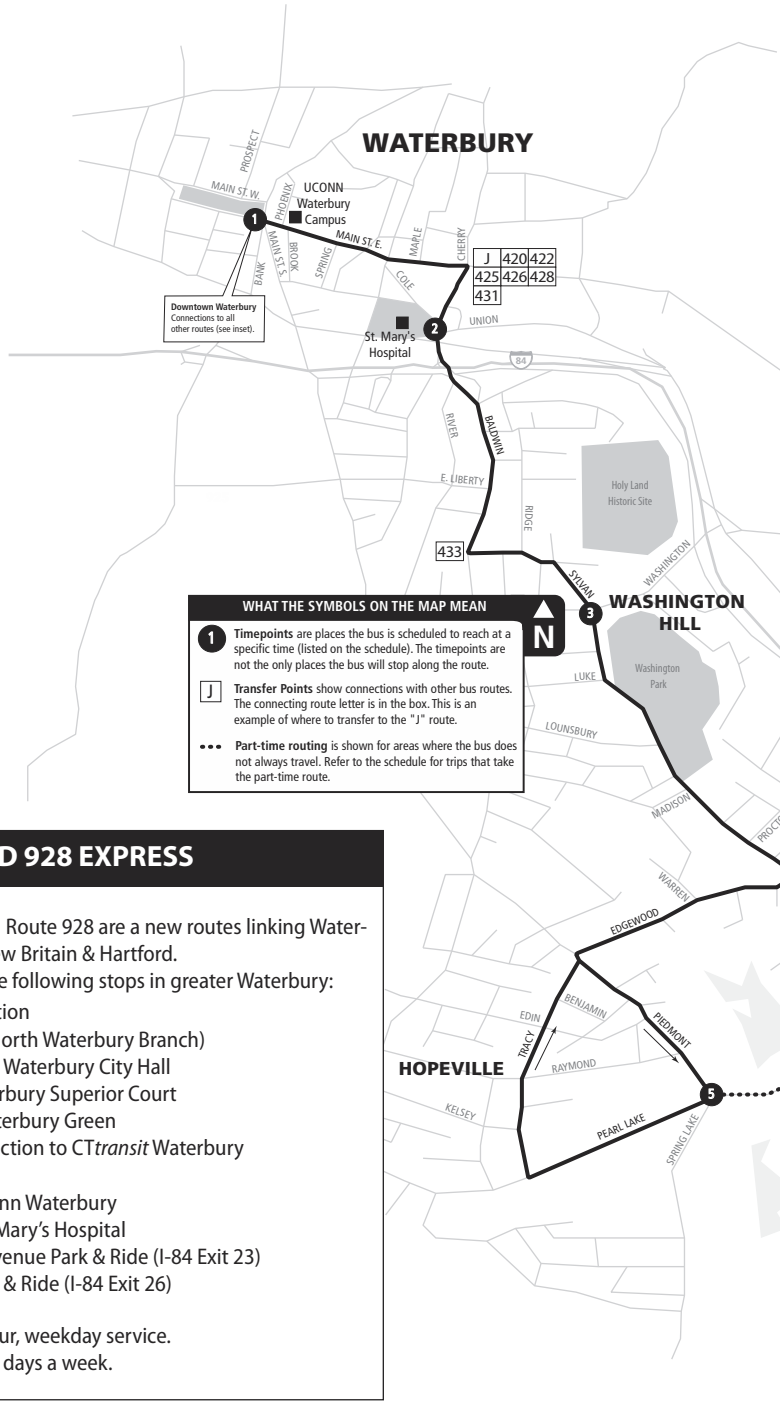 WATERBURY
PROSPECT
MAIN ST. W.
PHOENIX
UCONN
Waterbury
Campus
1
MAIN ST. E.
MAPLE
CHERRY
BANK
MAIN ST. S.
BROOK
SPRING
COLE
J 420 422
425 426 428
431
Downtown Waterbury
Connections to all
other routes (see inset).
2
UNION
St. Mary's
Hospital
84
RIVER
BALDWIN
E. LIBERTY
RIDGE
Holy Land
Historic Site
433
SYLVAN
WASHINGTON
3
WASHINGTON
HILL
WHAT THE SYMBOLS ON THE MAP MEAN
N
1
Timepoints are places the bus is scheduled to reach at a
specific time (listed on the schedule). The timepoints are
not the only places the bus will stop along the route.
J
Transfer Points show connections with other bus routes.
The connecting route letter is in the box. This is an
example of where to transfer to the "J" route.
Part-time routing is shown for areas where the bus does
not always travel. Refer to the schedule for trips that take
the part-time route.
Washington
Park
LUKE
LOUNSBURY
MADISON
PROCTO
WARREN
EDGEWOOD
BENJAMIN
EDIN
TRACY
PIEDMONT
RAYMOND
HOPEVILLE
5
KELSEY
PEARL LAKE
SPRING LAKE
D 928 EXPRESS
Route 928 are a new routes linking Water-
w Britain & Hartford.
e following stops in greater Waterbury:
tion
orth Waterbury Branch)
Waterbury City Hall
rbury Superior Court
terbury Green
ction to CTtransit Waterbury
nn Waterbury
Mary’s Hospital
venue Park & Ride (I-84 Exit 23)
& Ride (I-84 Exit 26)
ur, weekday service.
days a week.